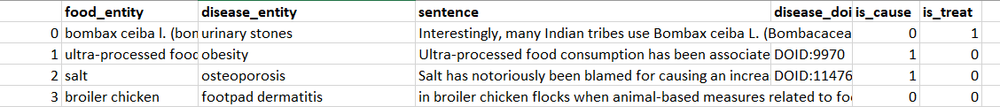 food_entity disease_entity sentence disease_doi is_cause is_treat
0 bombax ceiba l. (bon urinary stones Interestingly, many Indian tribes use Bombax ceiba L. (Bombacacea 0 1
1 ultra-processed food obesity Ultra-processed food consumption has been associate DOID:9970 1 0
2 salt osteoporosis Salt has notoriously been blamed for causing an increa DOID:11476 1 0
3 broiler chicken footpad dermatitis in broiler chicken flocks when animal-based measures related to foo 0 0